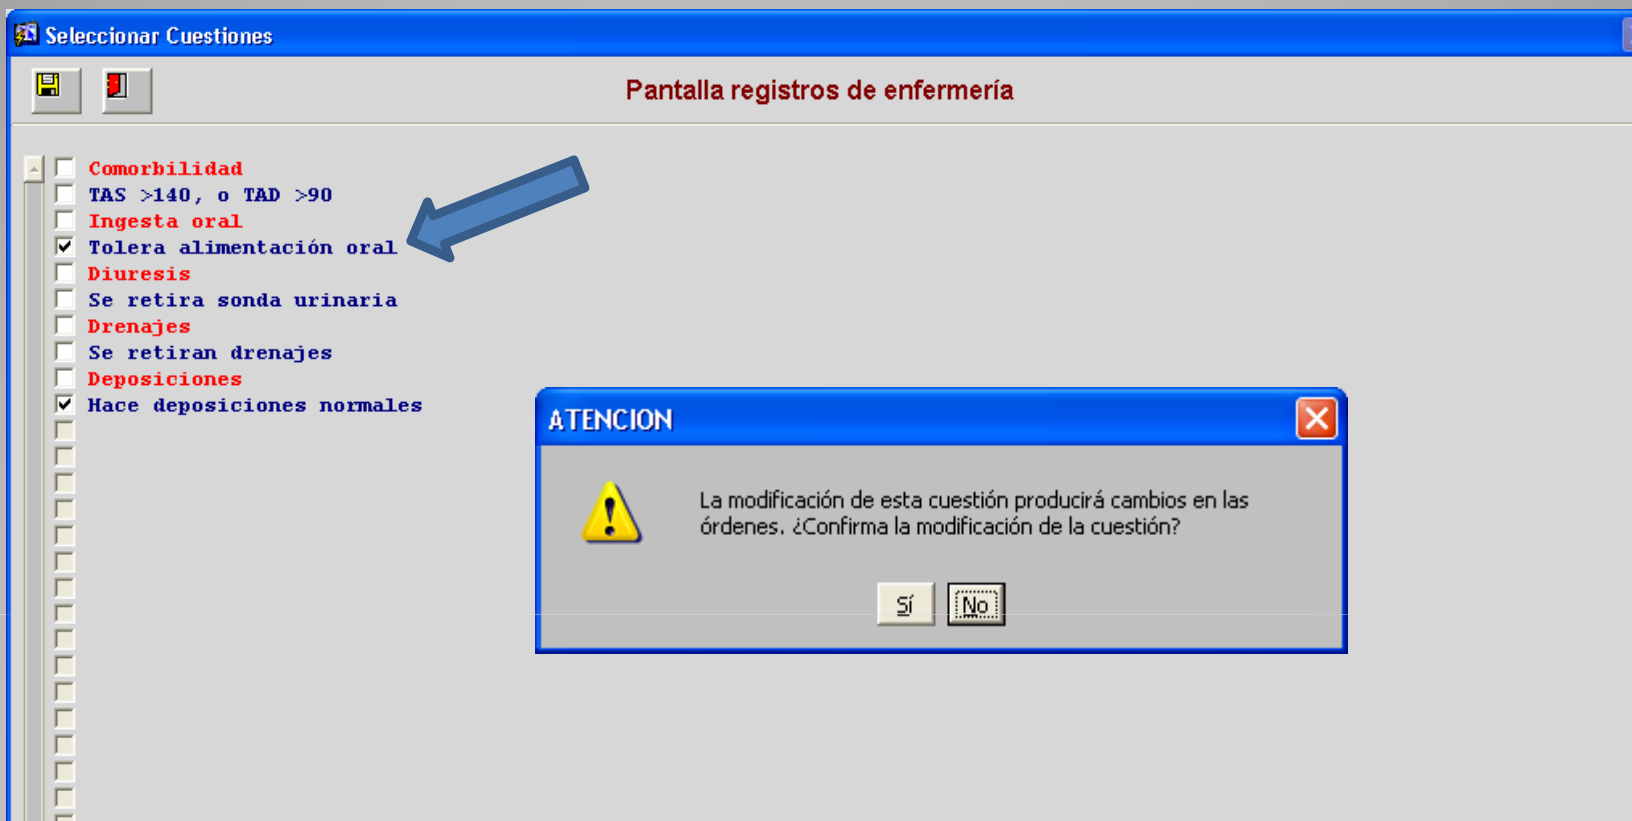 Seleccionar Cuestiones
Pantalla registros de enfermería
Comorbilidad
TAS >140, o TAD >90
Ingesta oral
Tolera alimentación oral
Diuresis
Se retira sonda urinaria
Drenajes
Se retiran drenajes
Deposiciones
Hace deposiciones normales
ATENCION
La modificación de esta cuestión producirá cambios en las
órdenes. ¿Confirma la modificación de la cuestión?
Sí No